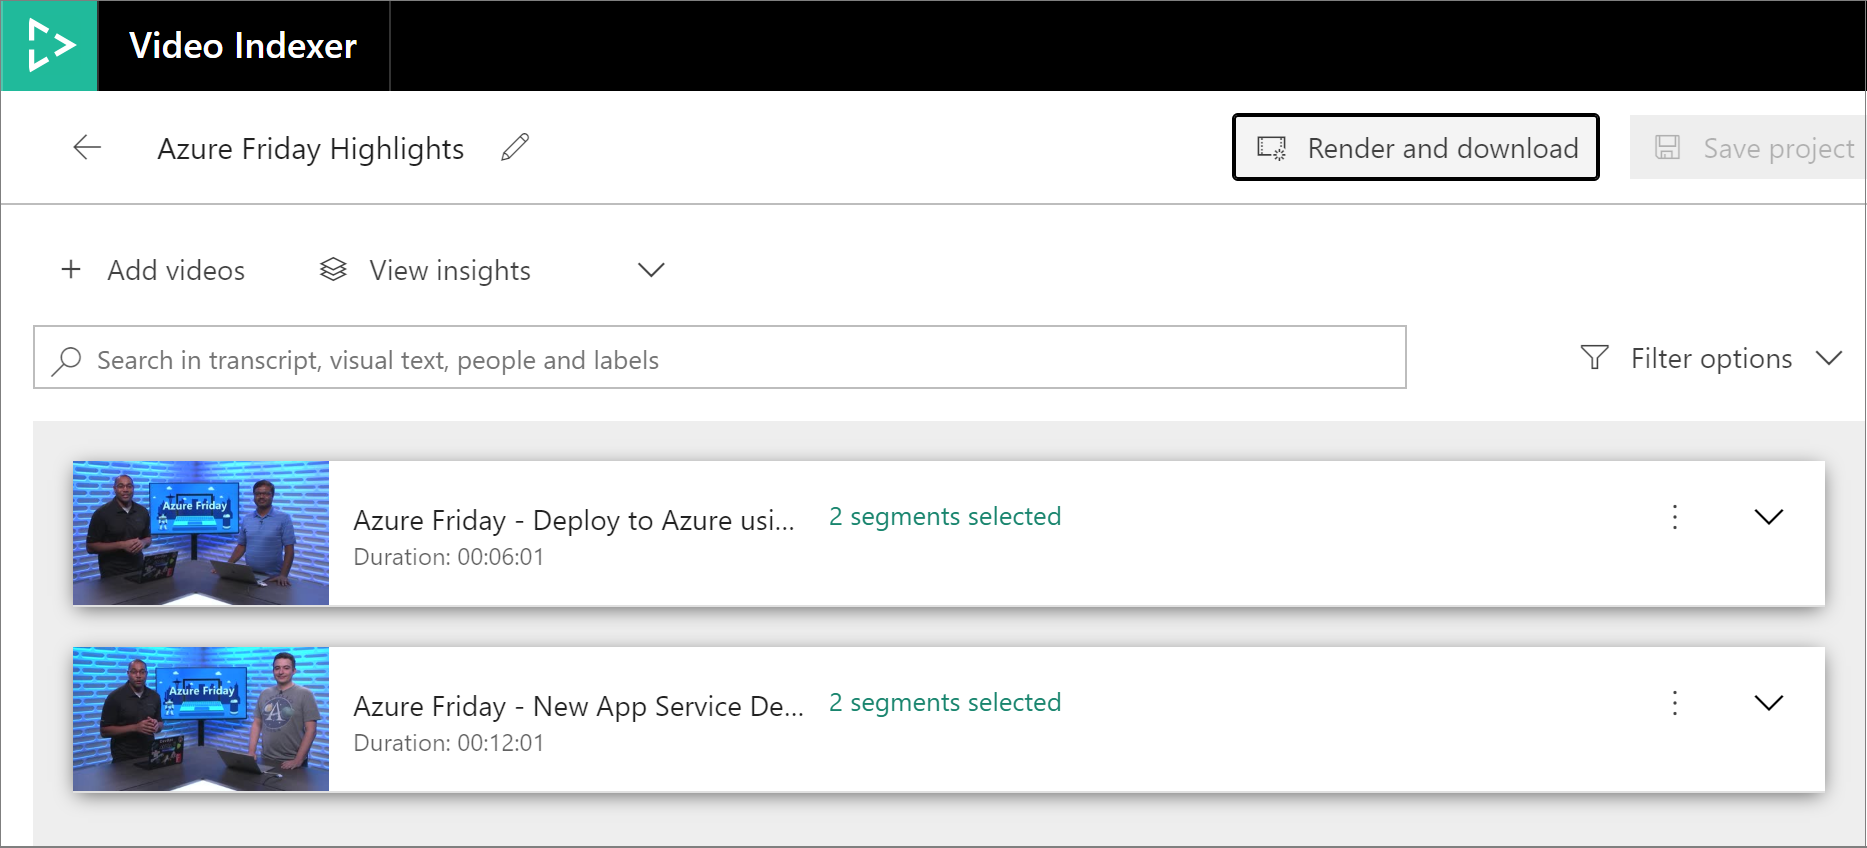 Video Indexer
Azure Friday Highlights
Render and download
Save project
Add videos
View insights
Search in transcript, visual text, people and labels
Filter options
Azure Friday
Azure Friday - Deploy to Azure usi...
2 segments selected
Duration: 00:06:01
Azure Friday
Azure Friday - New App Service De...
2 segments selected
Duration: 00:12:01